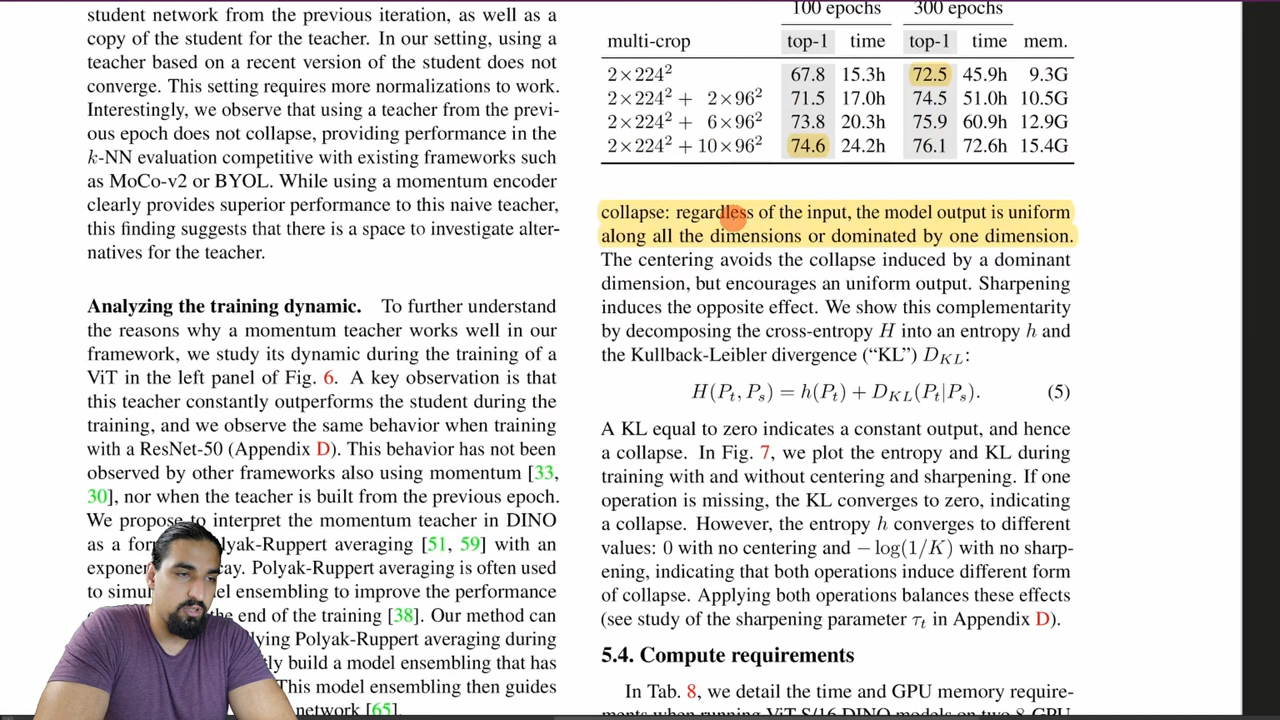 student network from the previous iteration, as well as a
copy of the student for the teacher. In our setting, using a
teacher based on a recent version of the student does not
converge. This setting requires more normalizations to work.
Interestingly, we observe that using a teacher from the previ-
ous epoch does not collapse, providing performance in the
k-NN evaluation competitive with existing frameworks such
as MoCo-v2 or BYOL. While using a momentum encoder
clearly provides superior performance to this naive teacher,
this finding suggests that there is a space to investigate alter-
natives for the teacher.
Analyzing the training dynamic. To further understand
the reasons why a momentum teacher works well in our
framework, we study its dynamic during the training of a
ViT in the left panel of Fig. 6. A key observation is that
this teacher constantly outperforms the student during the
training, and we observe the same behavior when training
with a ResNet-50 (Appendix D). This behavior has not been
observed by other frameworks also using momentum [33,
30], nor when the teacher is built from the previous epoch.
We propose to interpret the momentum teacher in DINO
as a lyak-Ruppert averaging [51, 59] with an
ay. Polyak-Ruppert averaging is often used
to ensembling to improve the performance
the end of the training [38]. Our method can
Polyak-Ruppert averaging during
build a model ensembling that has
This model ensembling then guides
network [65].
100 epochs 300 epochs
multi-crop top-1 time top-1 time mem.
2×224² 67.8 15.3h 72.5 45.9h 9.3G
2×224² + 2×96² 71.5 17.0h 74.5 51.0h 10.5G
2×224² + 6×96² 73.8 20.3h 75.9 60.9h 12.9G
2×224² + 10×96² 74.6 24.2h 76.1 72.6h 15.4G
collapse: regardless of the input, the model output is uniform
along all the dimensions or dominated by one dimension.
The centering avoids the collapse induced by a dominant
dimension, but encourages an uniform output. Sharpening
induces the opposite effect. We show this complementarity
by decomposing the cross-entropy H into an entropy h and
the Kullback-Leibler divergence (“KL”) D_KL:
H(P_t, P_s) = h(P_t) + D_KL(P_t|P_s). (5)
A KL equal to zero indicates a constant output, and hence
a collapse. In Fig. 7, we plot the entropy and KL during
training with and without centering and sharpening. If one
operation is missing, the KL converges to zero, indicating
a collapse. However, the entropy h converges to different
values: 0 with no centering and − log(1/K) with no sharp-
ening, indicating that both operations induce different form
of collapse. Applying both operations balances these effects
(see study of the sharpening parameter τ_t in Appendix D).
5.4. Compute requirements
In Tab. 8, we detail the time and GPU memory require-
ments when running ViT-S/16 DINO models on two 8-GPU